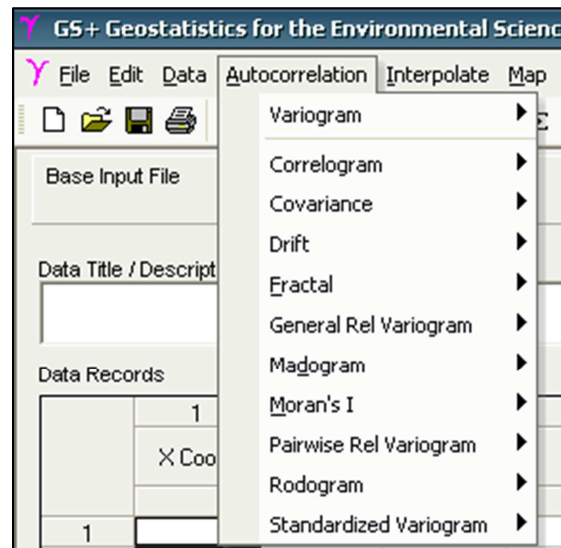 GS+ Geostatistics for the Environmental Scienc
File Edit Data Autocorrelation Interpolate Map
Variogram
Base Input File
Correlogram
Covariance
Drift
Data Title / Descript
Fractal
General Rel Variogram
Madogram
Data Records
Moran's I
1
Pairwise Rel Variogram
X Coo
Rodogram
Standardized Variogram
1